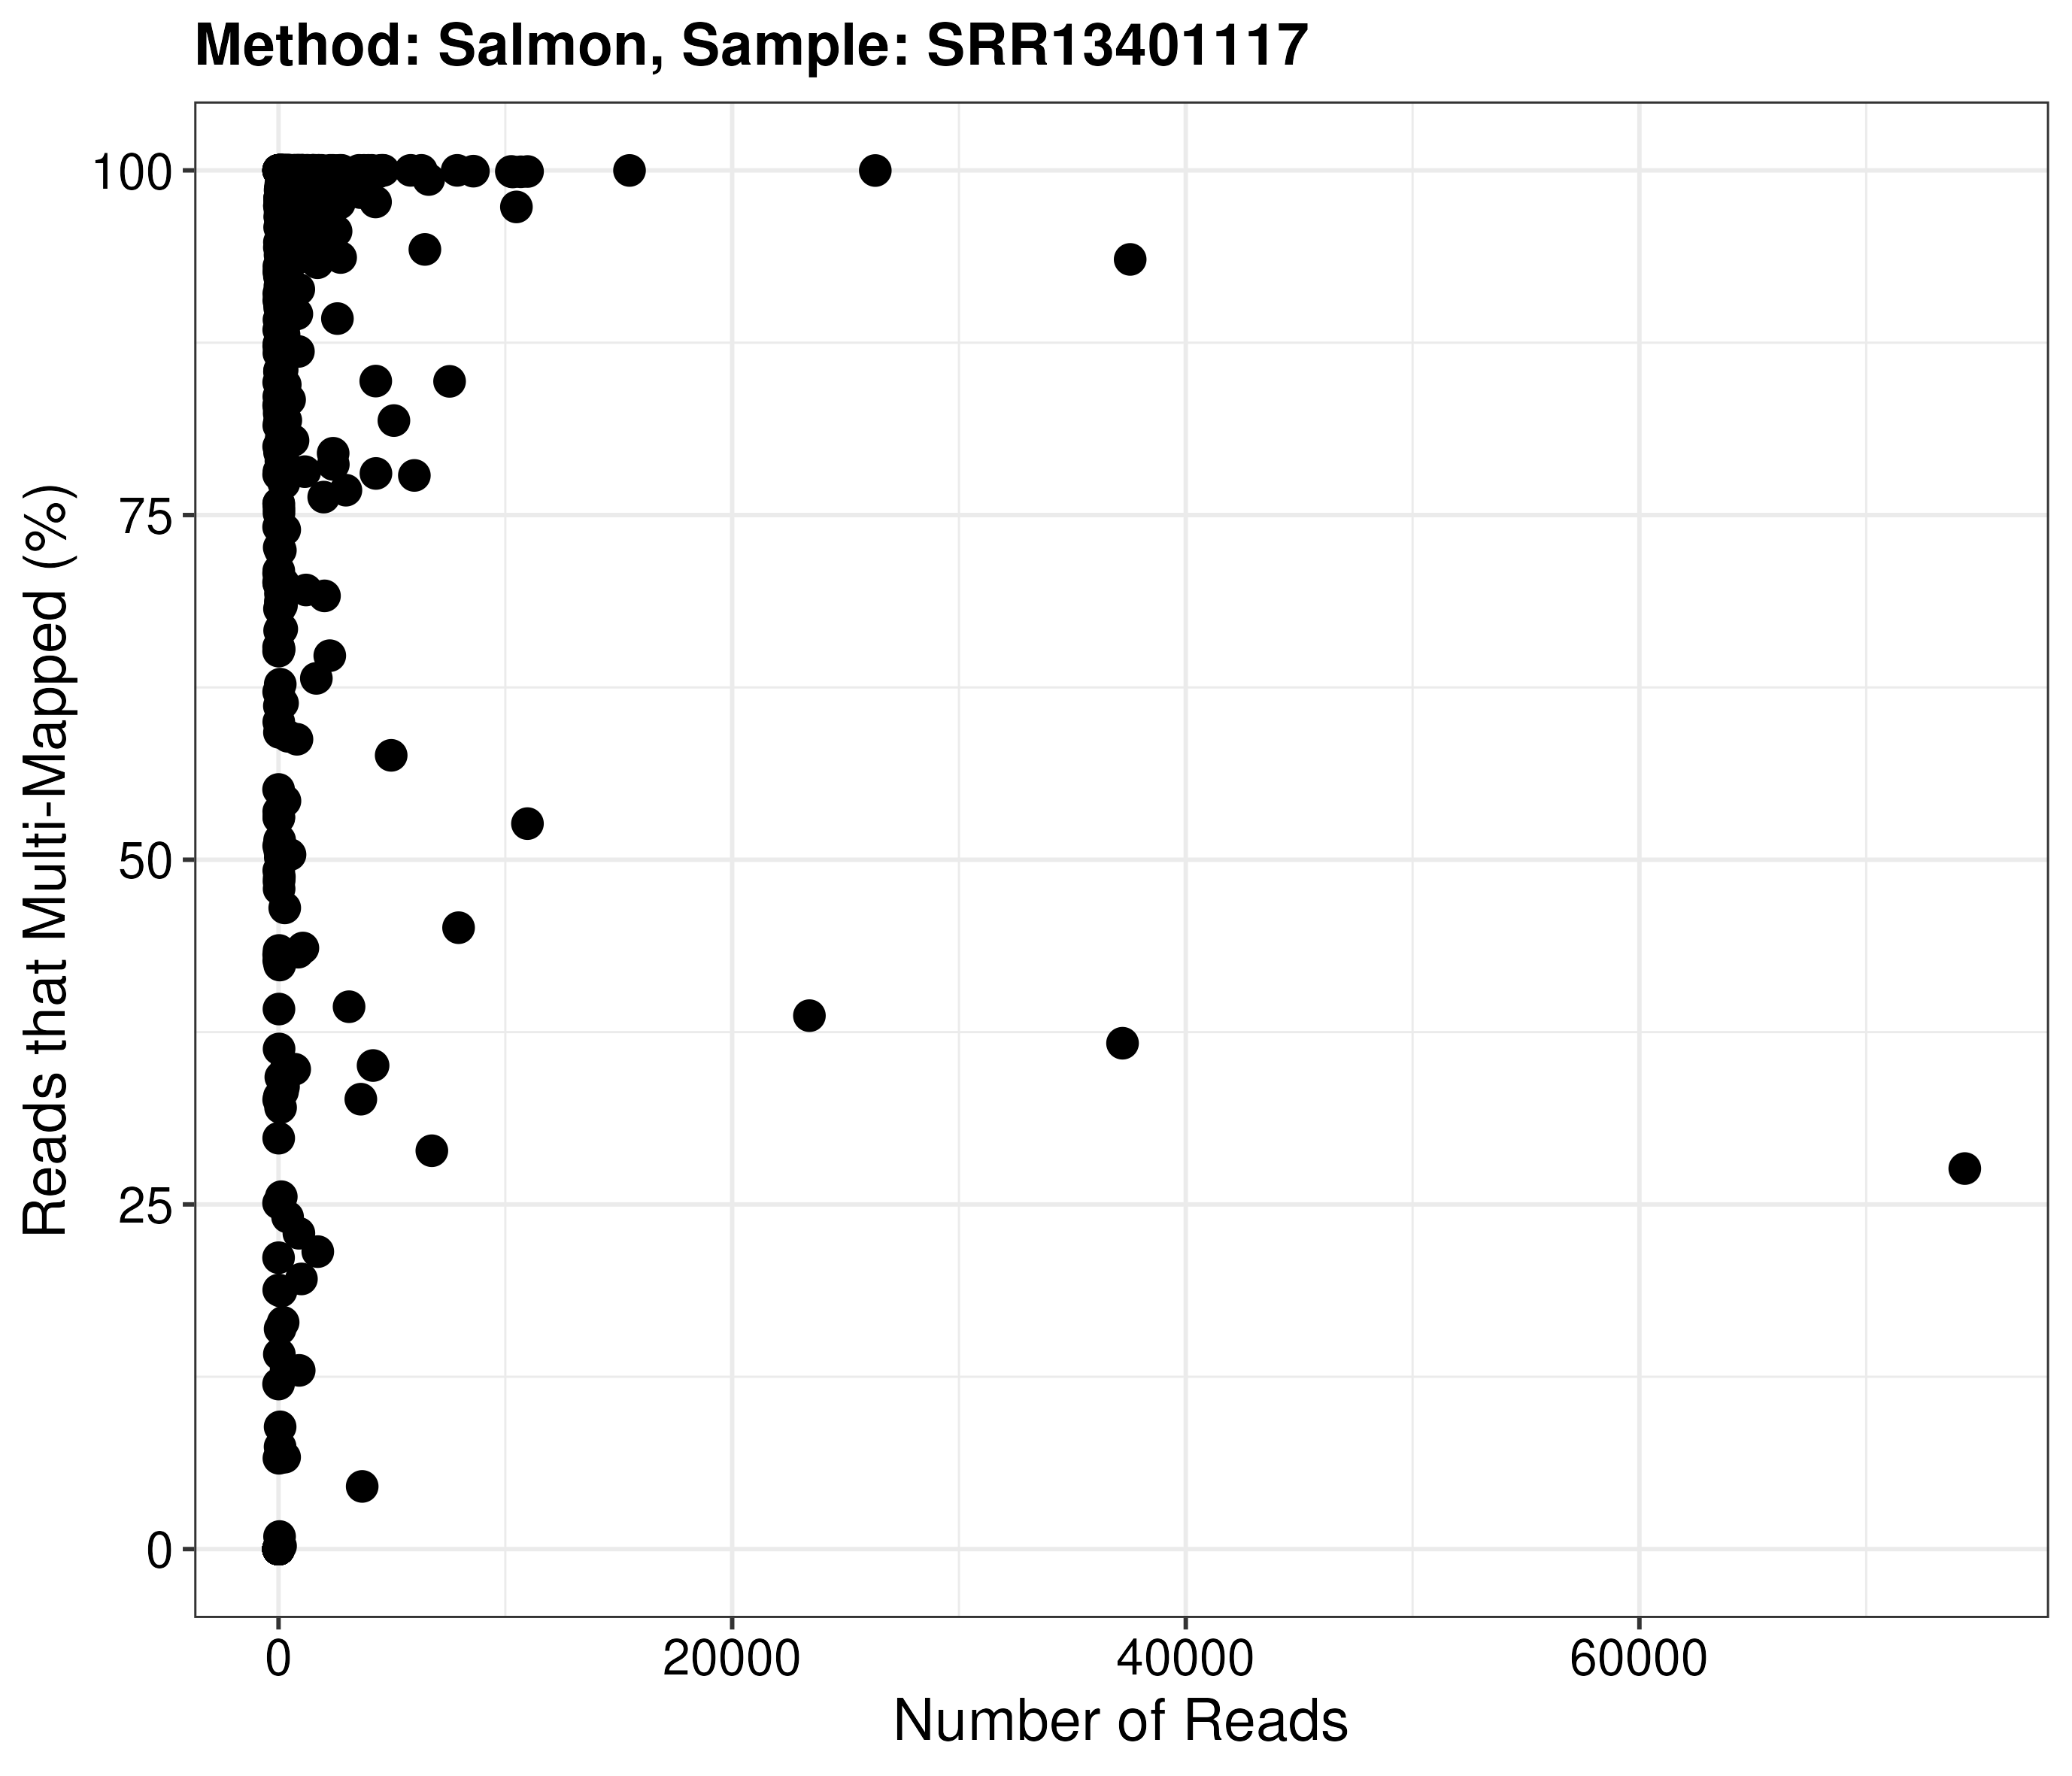 Method: Salmon, Sample: SRR13401117
Reads that Multi-Mapped (%)
100
75
50
25
0
0 20000 40000 60000
Number of Reads